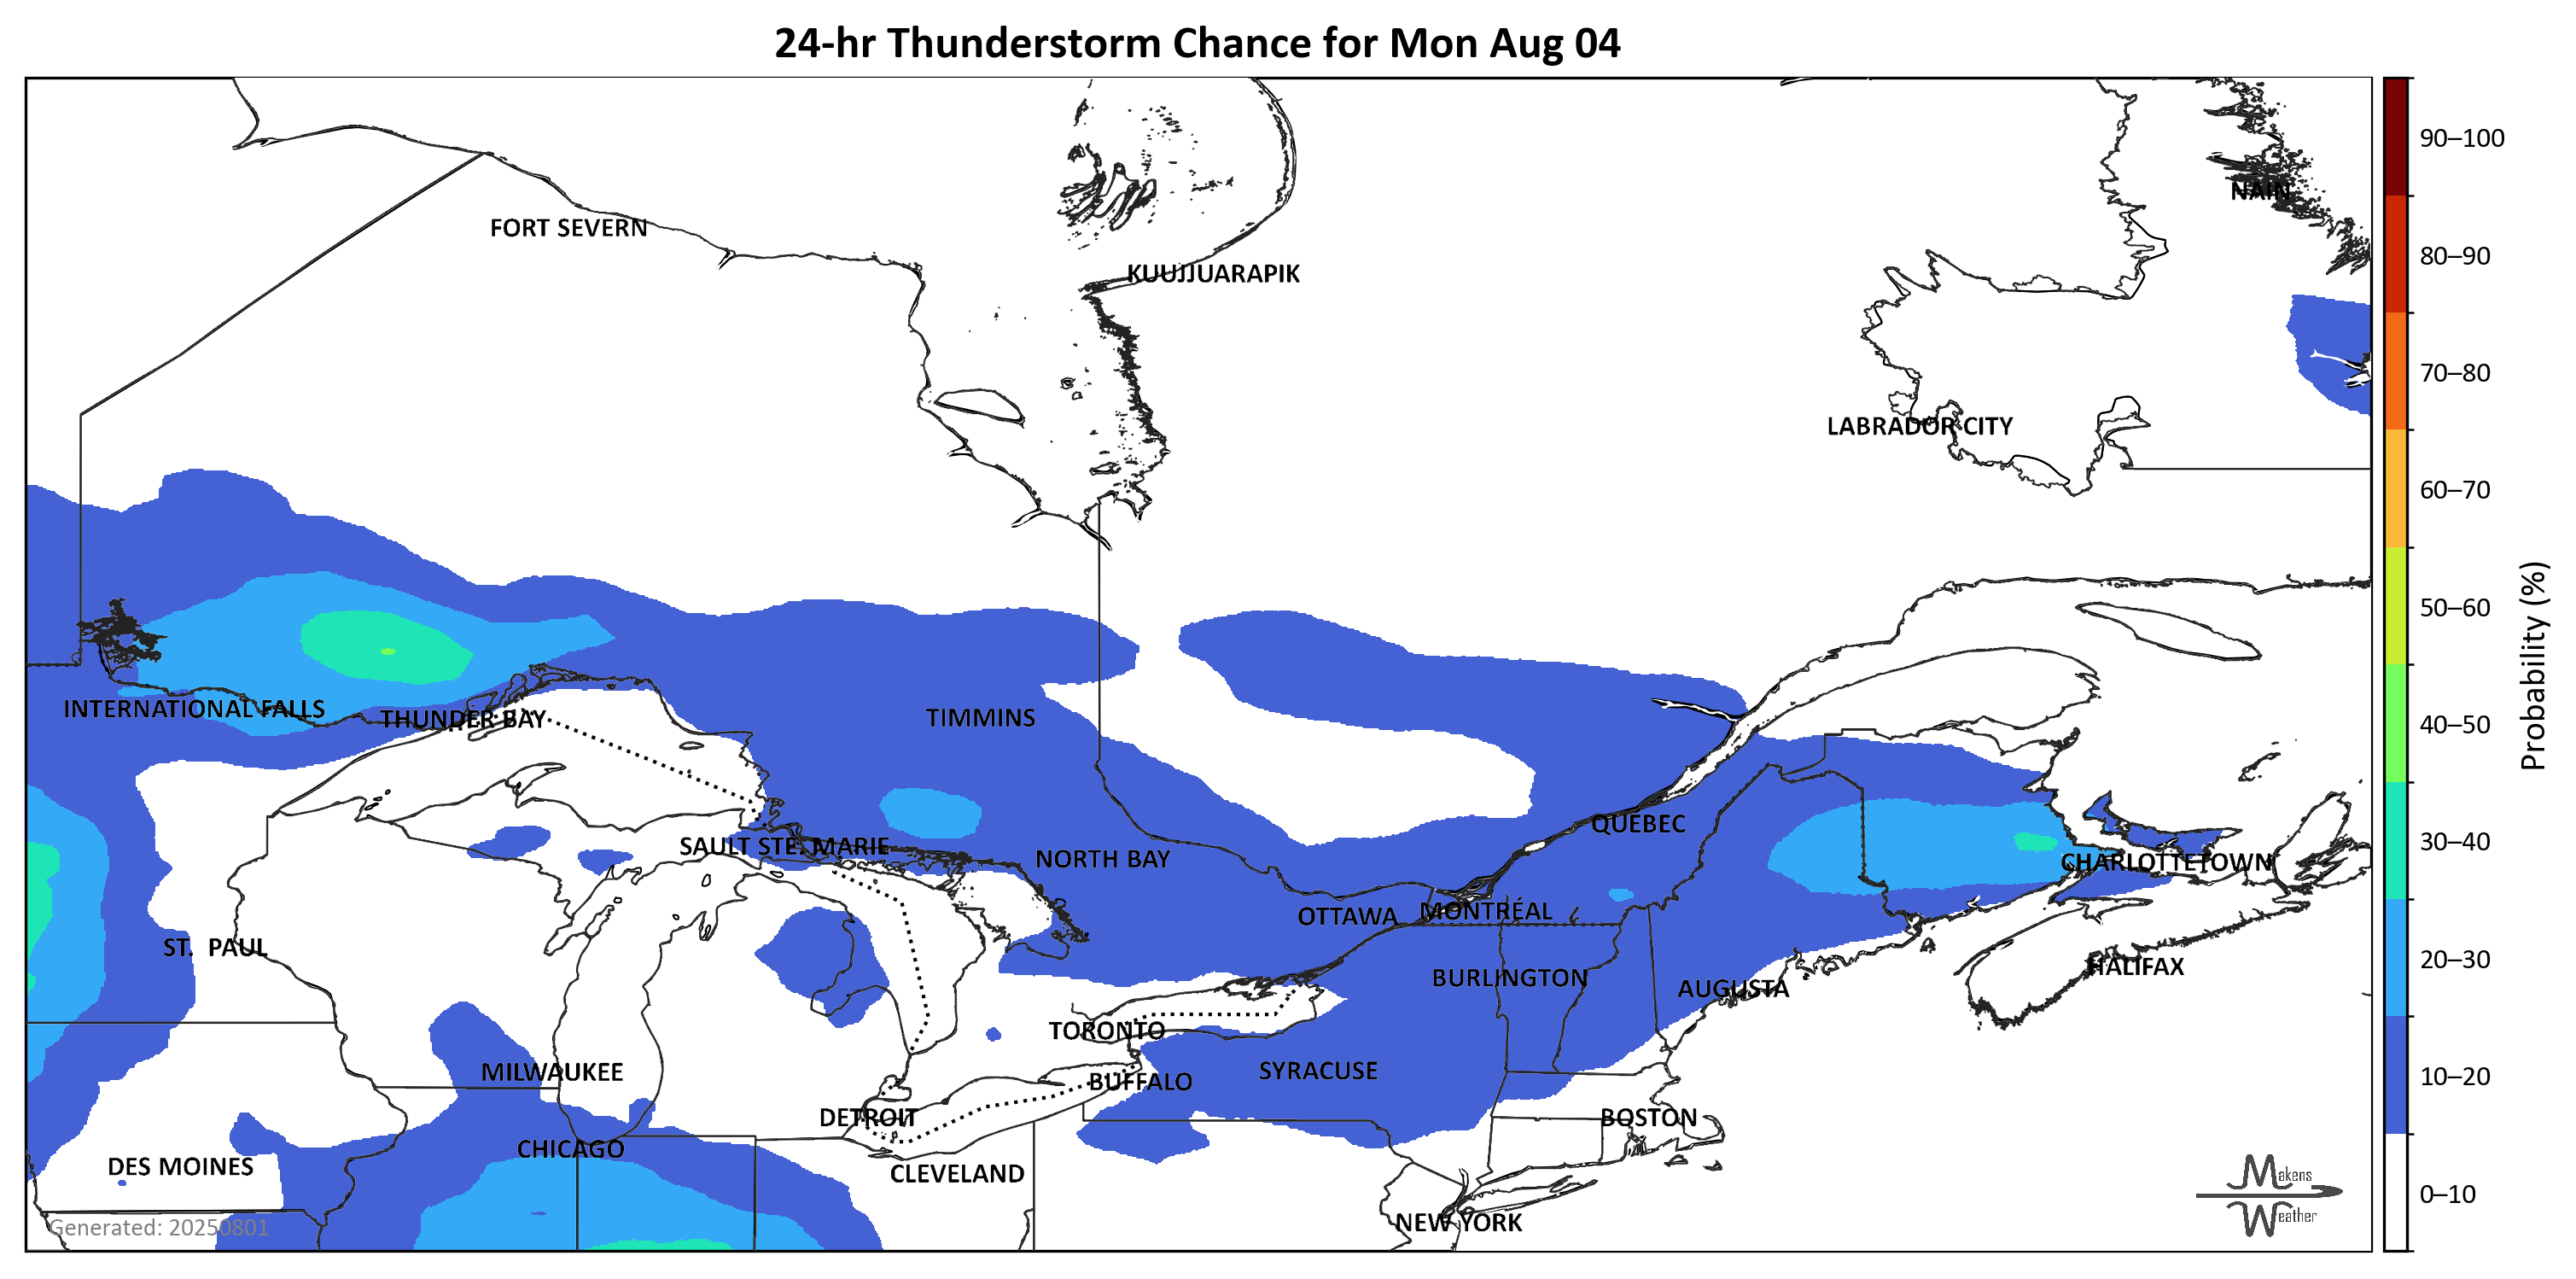 24-hr Thunderstorm Chance for Mon Aug 04
90–100
NAIN
FORT SEVERN
80–90
KUUJJUARAPIK
70–80
LABRADOR CITY
60–70
50–60
Probability (%)
INTERNATIONAL FALLS
THUNDER BAY
TIMMINS
40–50
QUEBEC
SAULT STE. MARIE
NORTH BAY
30–40
CHARLOTTETOWN
OTTAWA
MONTRÉAL
ST. PAUL
20–30
HALIFAX
BURLINGTON
AUGUSTA
TORONTO
MILWAUKEE
SYRACUSE
BUFFALO
10–20
DETROIT
BOSTON
CHICAGO
DES MOINES
CLEVELAND
Makens
Weather
0–10
NEW YORK
Generated: 20250801